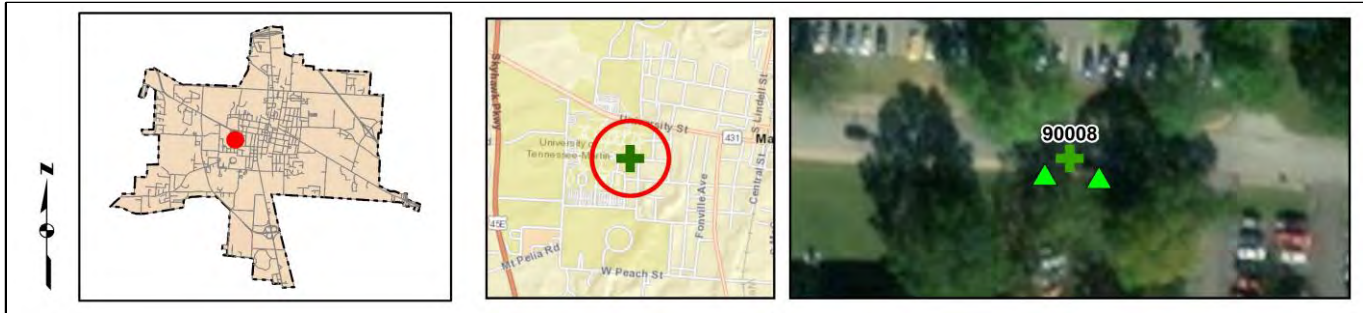 Z
Skyhawk Pkwy
University St
S Lindell St
431
Ma
University of
Tennessee-Martin
Central St
Fonville Ave
45E
Mt Pelia Rd
W Peach St
90008